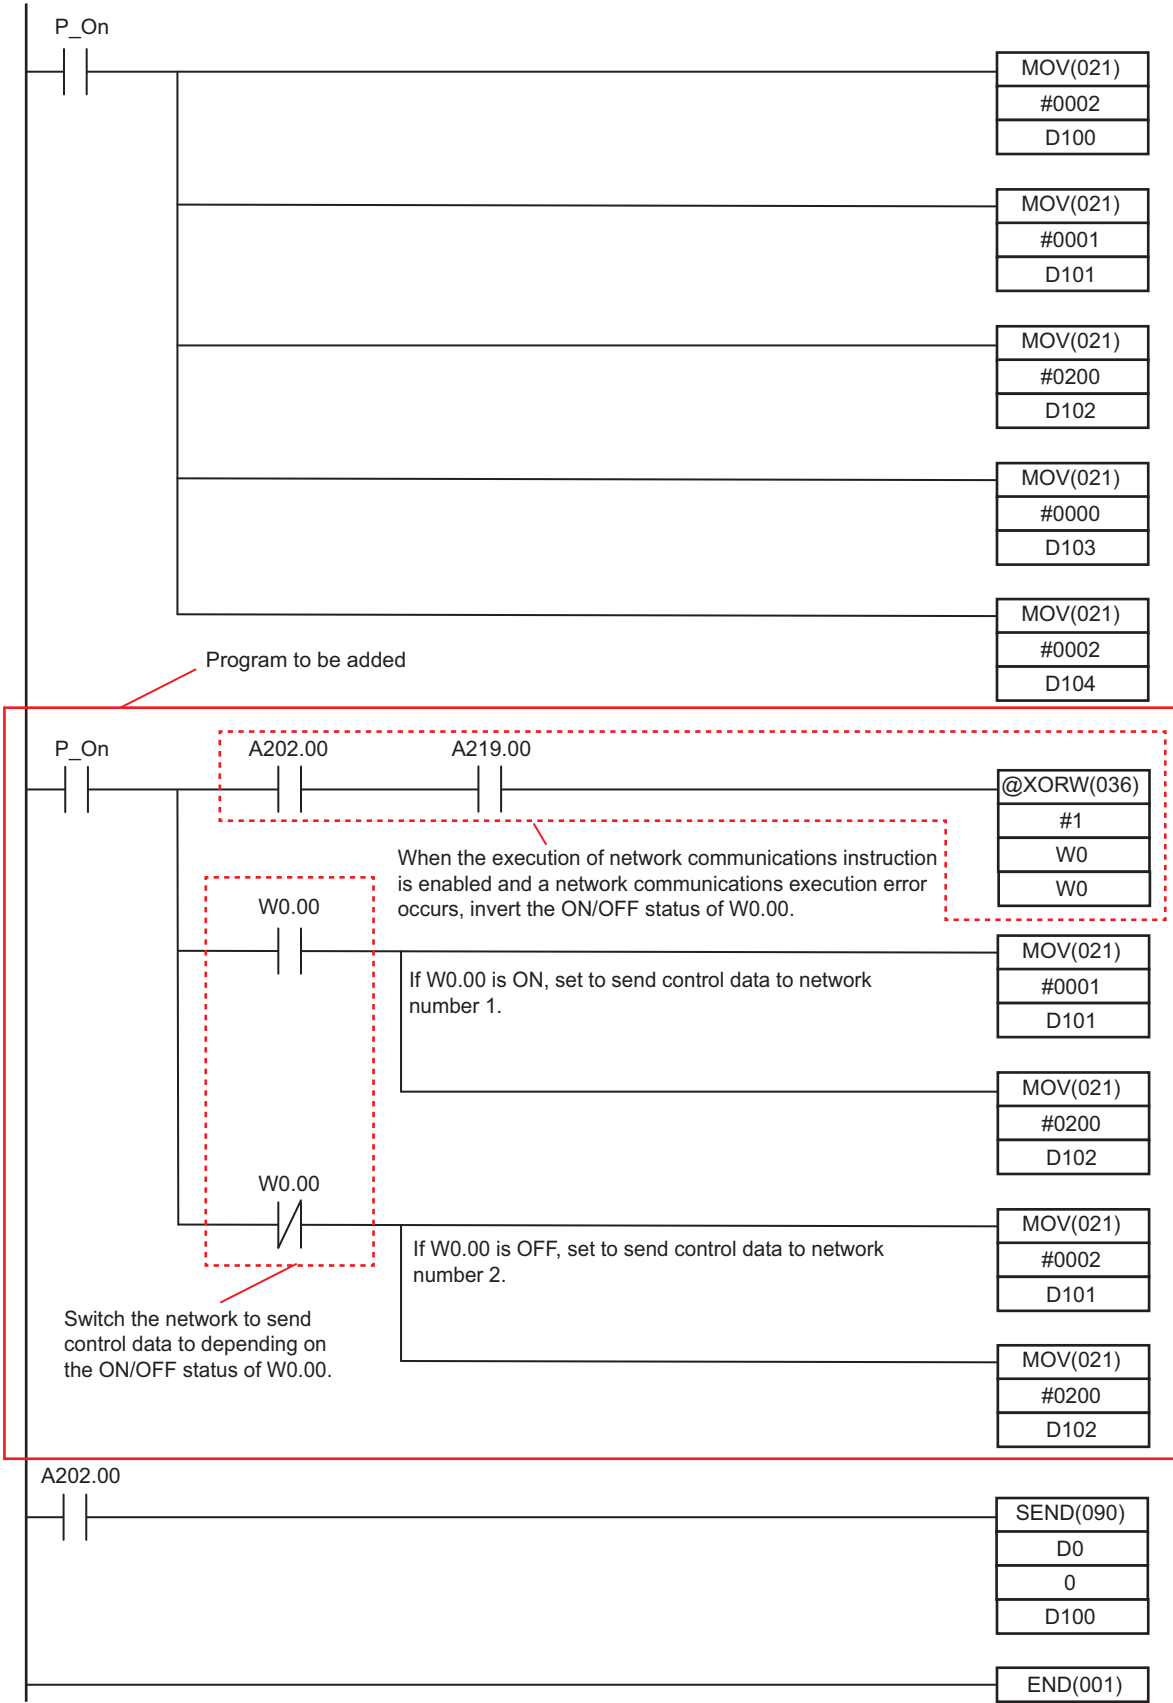 P_On
MOV(021)
#0002
D100
MOV(021)
#0001
D101
MOV(021)
#0200
D102
MOV(021)
#0000
D103
MOV(021)
#0002
D104
Program to be added
P_On
A202.00
A219.00
@XORW(036)
#1
W0
W0
When the execution of network communications instruction
is enabled and a network communications execution error
occurs, invert the ON/OFF status of W0.00.
W0.00
MOV(021)
#0001
D101
If W0.00 is ON, set to send control data to network
number 1.
MOV(021)
#0200
D102
W0.00
MOV(021)
#0002
D101
If W0.00 is OFF, set to send control data to network
number 2.
Switch the network to send
control data to depending on
the ON/OFF status of W0.00.
MOV(021)
#0200
D102
A202.00
SEND(090)
D0
0
D100
END(001)